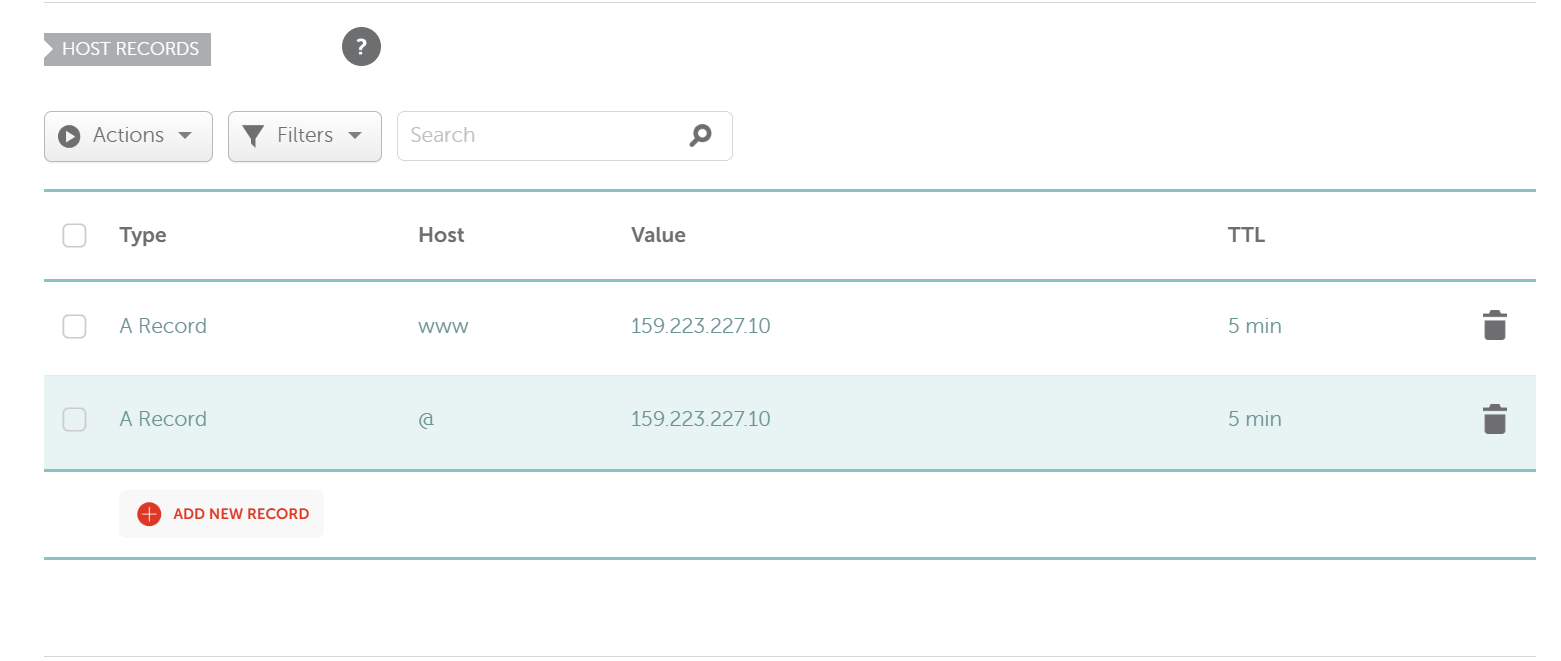 HOST RECORDS ?
Actions Filters Search
Type Host Value TTL
A Record www 159.223.227.10 5 min
A Record @ 159.223.227.10 5 min
ADD NEW RECORD